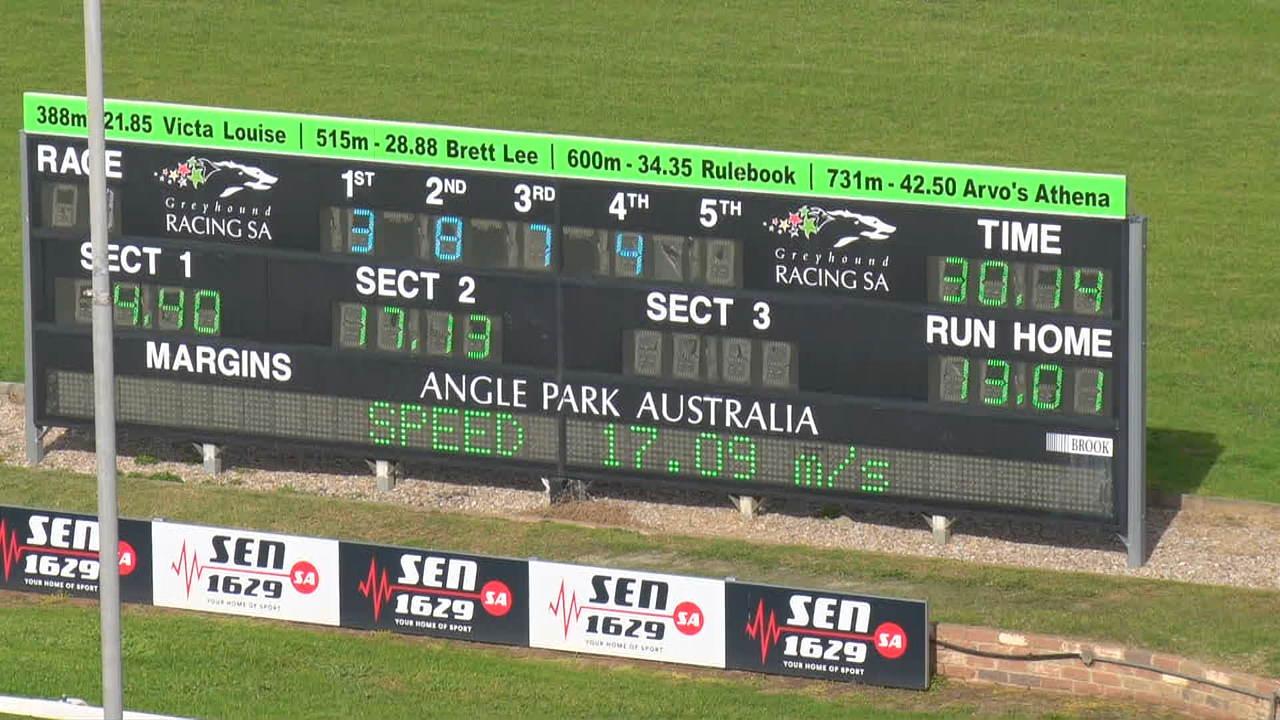 388m 21.85 Victa Louise | 515m - 28.88 Brett Lee | 600m - 34.35 Rulebook | 731m - 42.50 Arvo's Athena
RACE
Greyhound
RACING SA
1ST 2ND 3RD 4TH 5TH
3 8 7 4
Greyhound
RACING SA
TIME
30.14
SECT 1
4.40
SECT 2
17.13
SECT 3
RUN HOME
13.01
MARGINS
ANGLE PARK AUSTRALIA
SPEED 17.09 m/s
BROOK
SEN
1629 SA
YOUR HOME OF SPORT
SEN
1629 SA
YOUR HOME OF SPORT
SEN
1629 SA
YOUR HOME OF SPORT
SEN
1629 SA
YOUR HOME OF SPORT
SEN
1629 SA
YOUR HOME OF SPORT